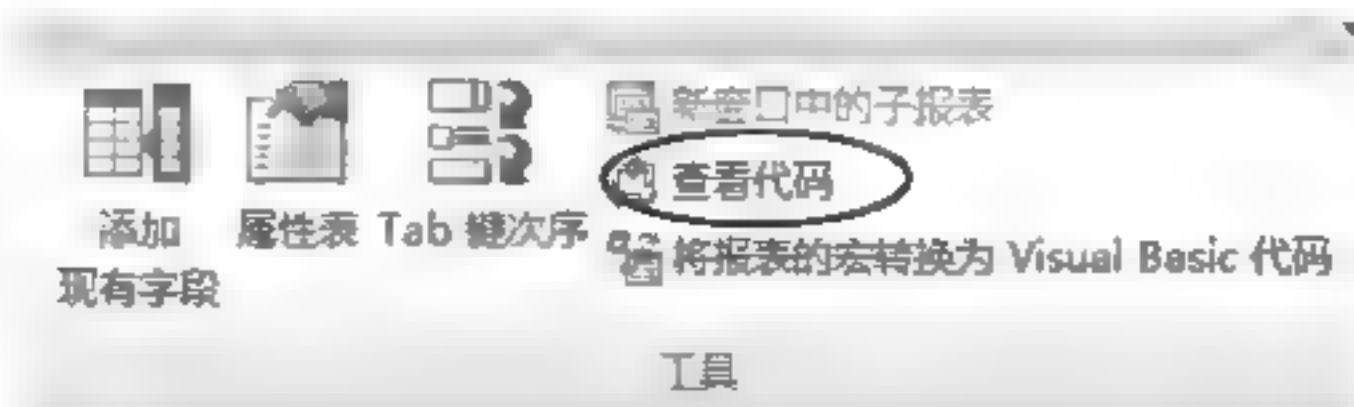 添加
现有字段
属性表
Tab 键次序
新窗口中的子报表
查看代码
将报表的宏转换为 Visual Basic 代码
工具